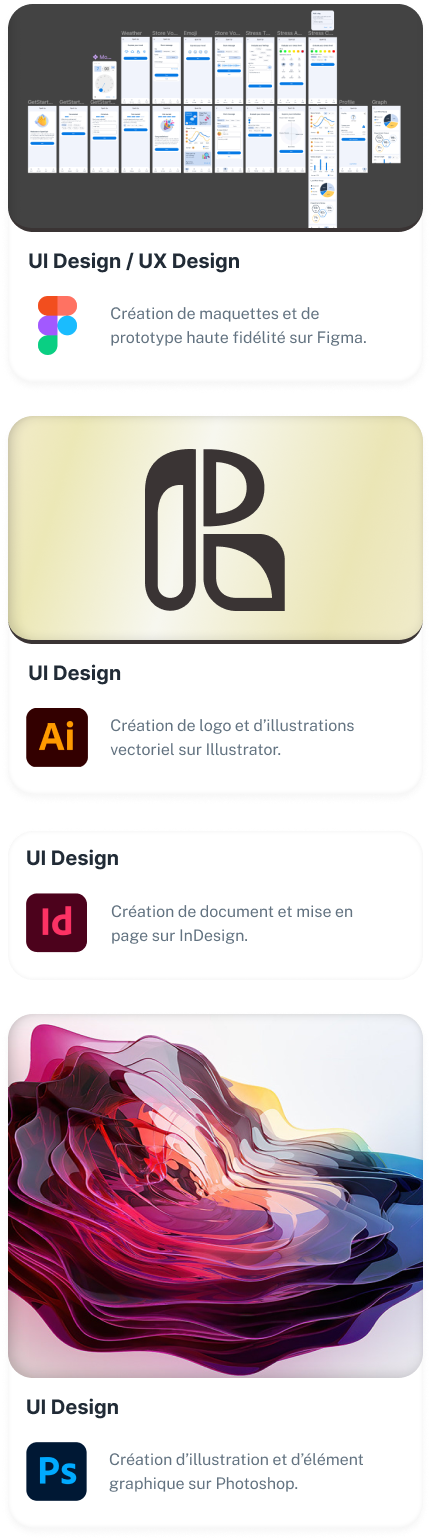 Weather
Store Vo...
Emoji
Store Vo...
Stress T...
Stress A...
Stress C...
Mo...
GetStart...
GetStart...
GetStart...
Profile
Graph
UI Design / UX Design
Création de maquettes et de
prototype haute fidélité sur Figma.
UI Design
Ai
Création de logo et d’illustrations
vectoriel sur Illustrator.
UI Design
Id
Création de document et mise en
page sur InDesign.
UI Design
Ps
Création d’illustration et d’élément
graphique sur Photoshop.